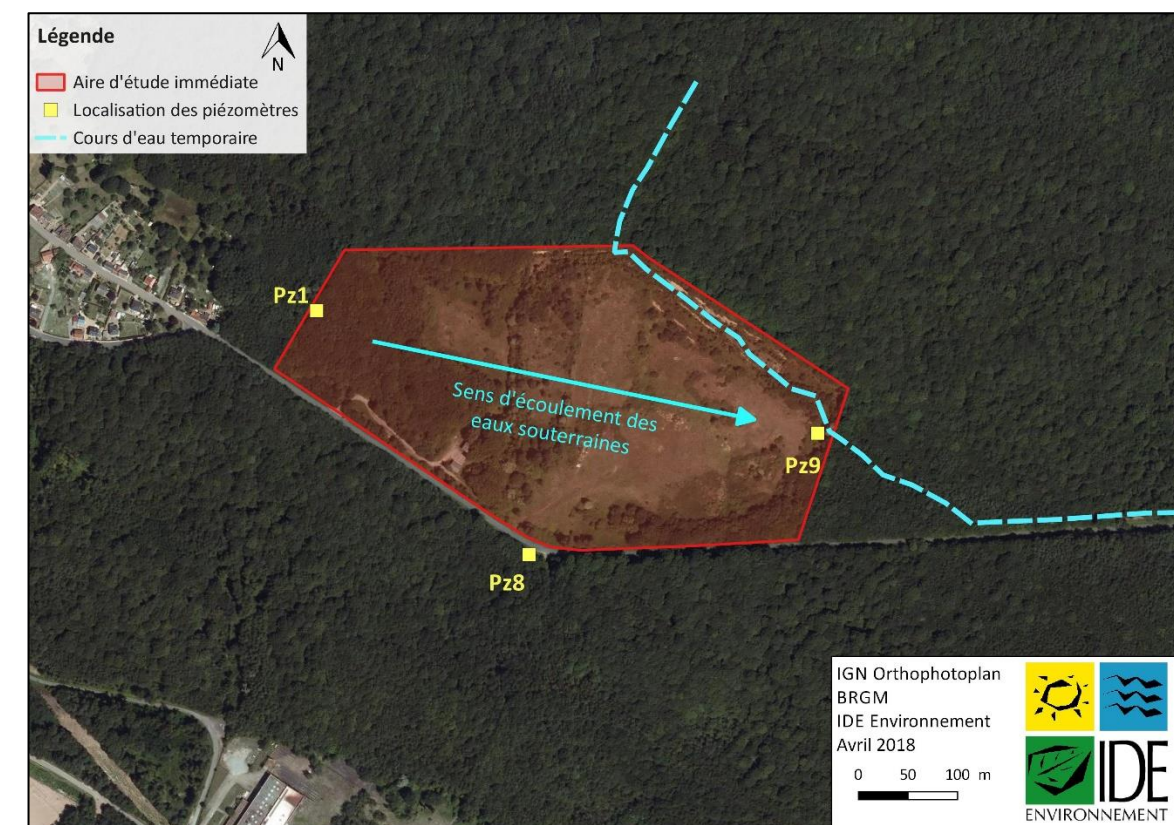 Légende
N
Aire d'étude immédiate
Localisation des piézomètres
Cours d'eau temporaire
Pz1
Sens d'écoulement des
eaux souterraines
Pz9
Pz8
IGN Orthophotoplan
BRGM
IDE Environnement
Avril 2018
0 50 100 m
IDE
ENVIRONNEMENT